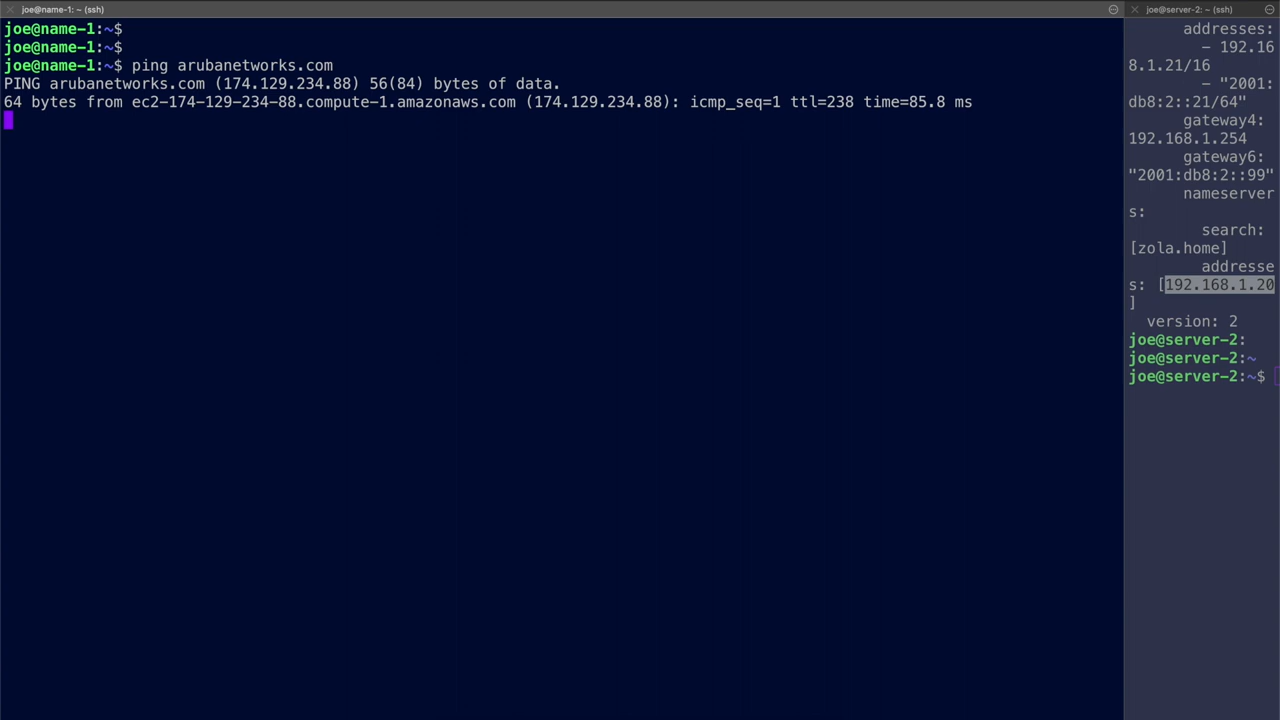 joe@name-1: ~ (ssh)
joe@name-1:~$
joe@name-1:~$
joe@name-1:~$ ping arubanetworks.com
PING arubanetworks.com (174.129.234.88) 56(84) bytes of data.
64 bytes from ec2-174-129-234-88.compute-1.amazonaws.com (174.129.234.88): icmp_seq=1 ttl=238 time=85.8 ms
joe@server-2: ~ (ssh)
addresses:
- 192.16
8.1.21/16
- "2001:
db8:2::21/64"
gateway4:
192.168.1.254
gateway6:
"2001:db8:2::99"
nameserver
s:
search:
[zola.home]
addresse
s: [192.168.1.20
]
version: 2
joe@server-2:
joe@server-2:~
joe@server-2:~$